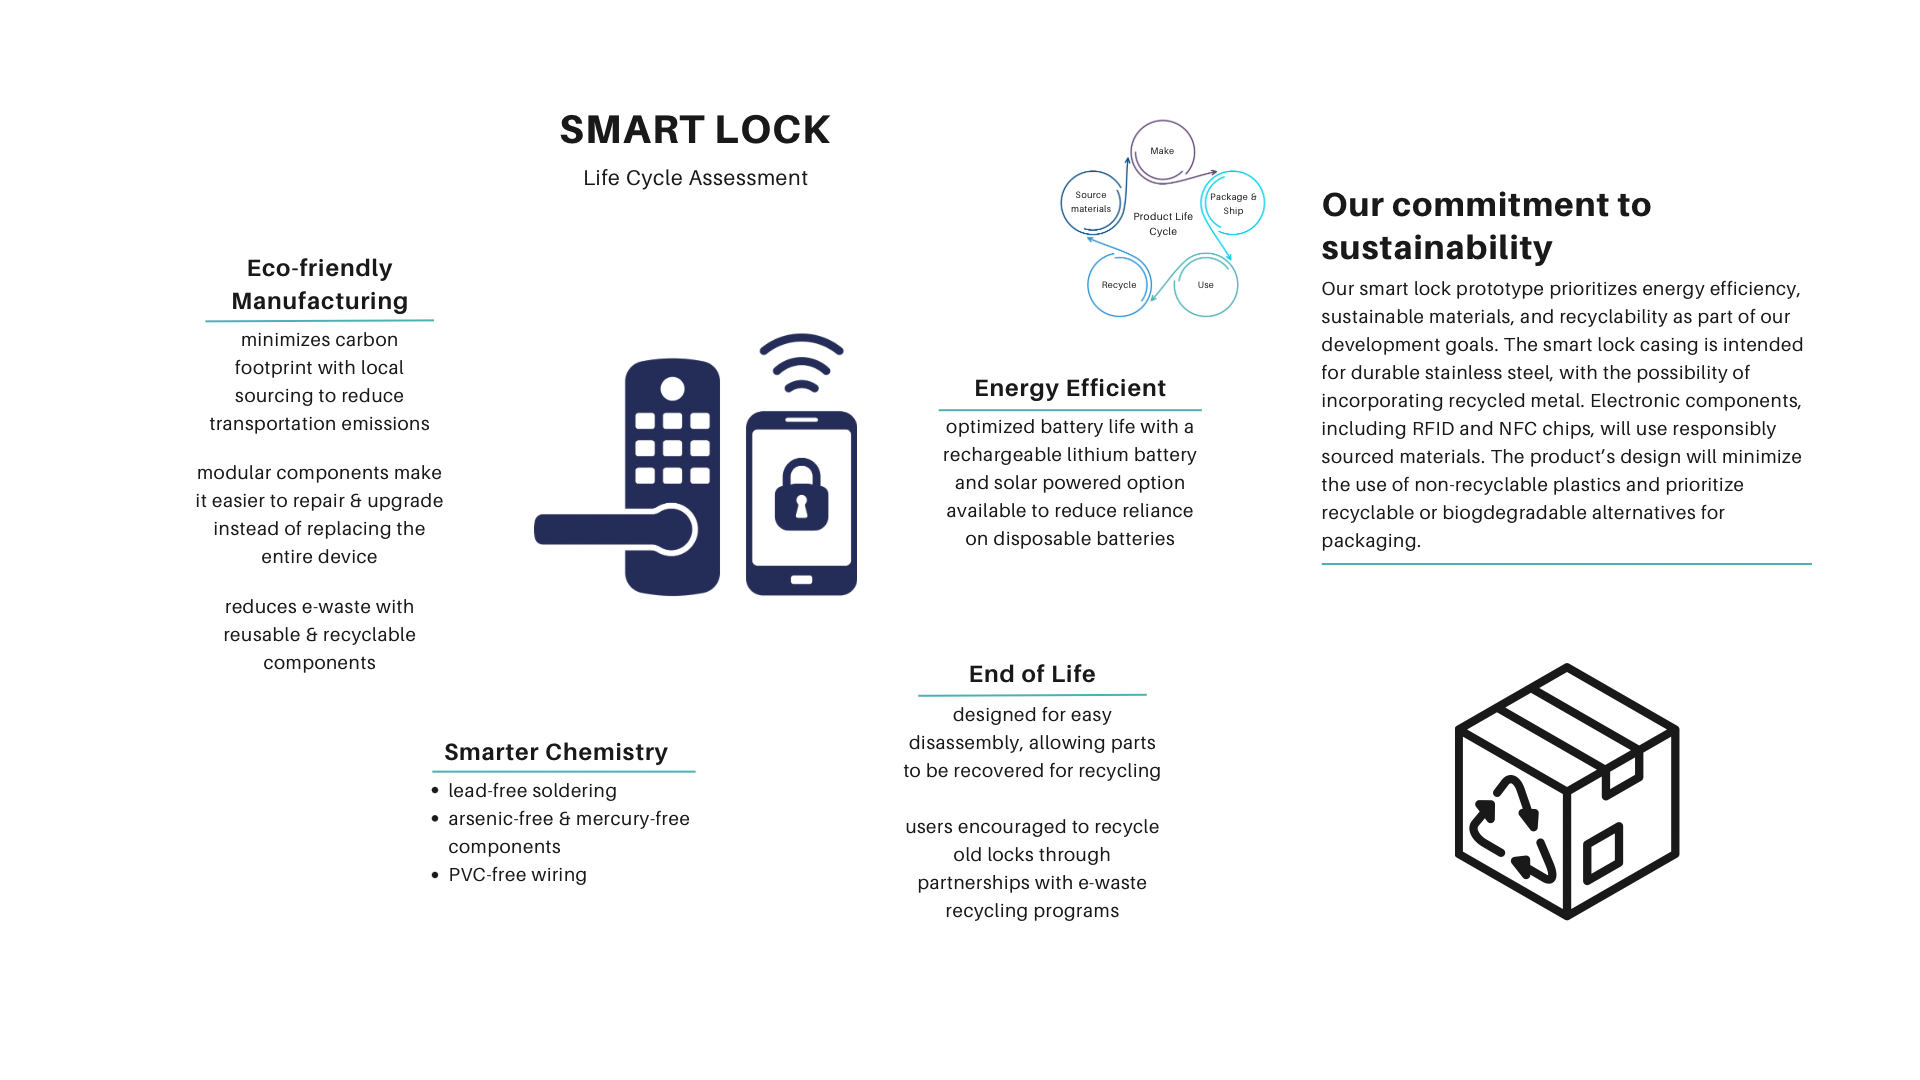 SMART LOCK
Life Cycle Assessment
Eco-friendly
Manufacturing
minimizes carbon
footprint with local
sourcing to reduce
transportation emissions
modular components make
it easier to repair & upgrade
instead of replacing the
entire device
reduces e-waste with
reusable & recyclable
components
Smarter Chemistry
• lead-free soldering
• arsenic-free & mercury-free
components
• PVC-free wiring
Make
Source
materials
Package &
Ship
Product Life
Cycle
Recycle
Use
Energy Efficient
optimized battery life with a
rechargeable lithium battery
and solar powered option
available to reduce reliance
on disposable batteries
End of Life
designed for easy
disassembly, allowing parts
to be recovered for recycling
users encouraged to recycle
old locks through
partnerships with e-waste
recycling programs
Our commitment to
sustainability
Our smart lock prototype prioritizes energy efficiency,
sustainable materials, and recyclability as part of our
development goals. The smart lock casing is intended
for durable stainless steel, with the possibility of
incorporating recycled metal. Electronic components,
including RFID and NFC chips, will use responsibly
sourced materials. The product’s design will minimize
the use of non-recyclable plastics and prioritize
recyclable or biogdegradable alternatives for
packaging.